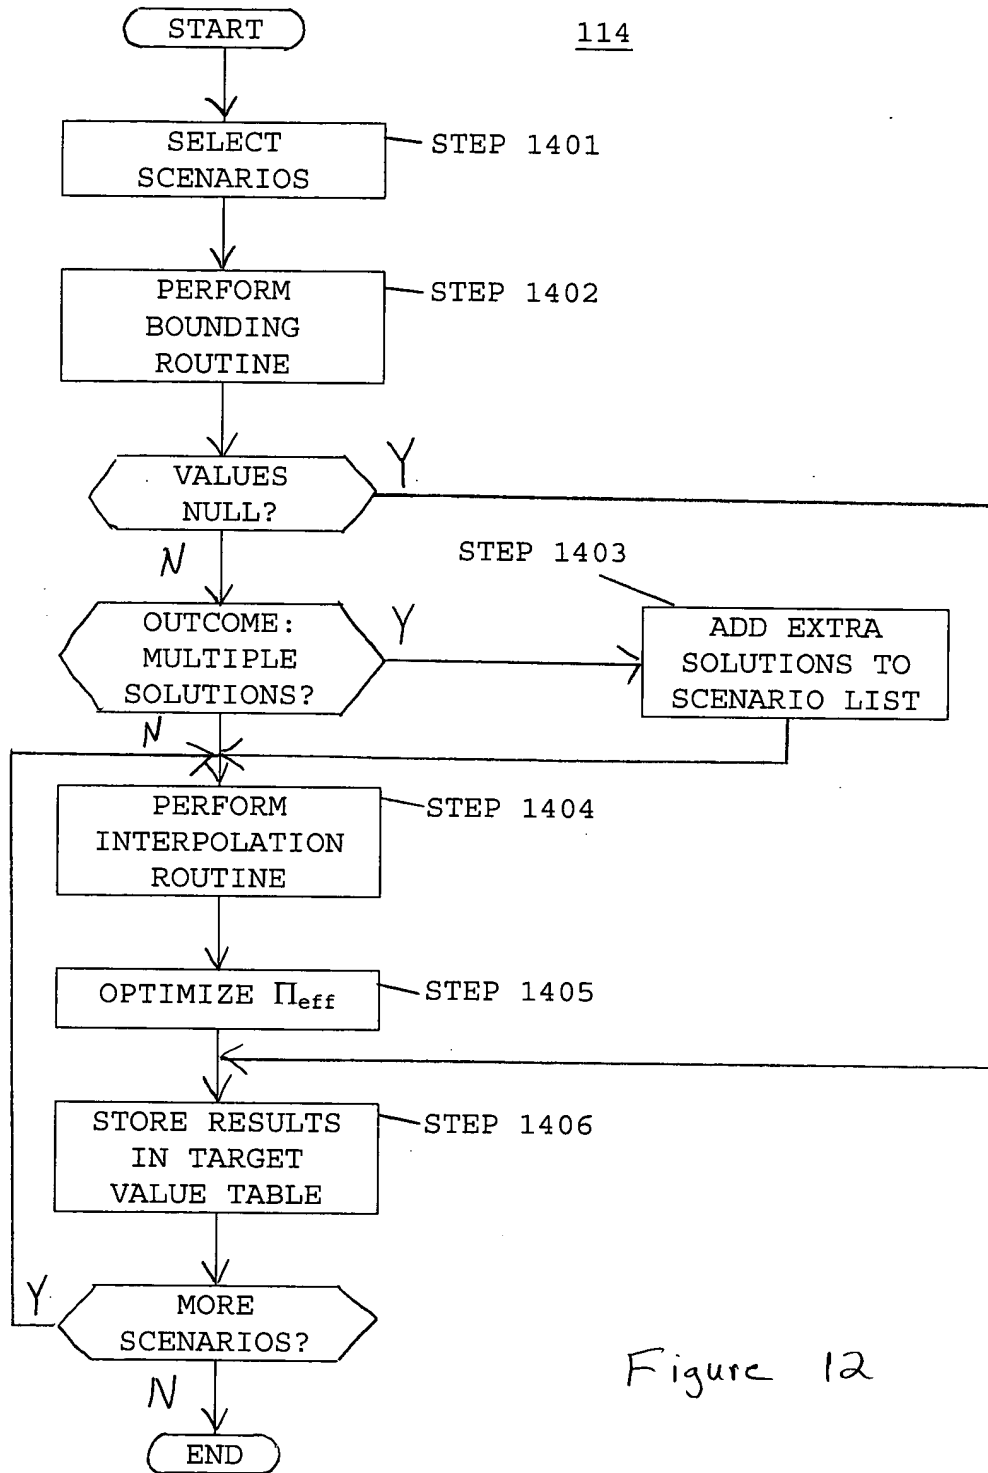 START
114
SELECT
SCENARIOS
STEP 1401
PERFORM
BOUNDING
ROUTINE
STEP 1402
VALUES
NULL?
Y
N
STEP 1403
OUTCOME:
MULTIPLE
SOLUTIONS?
Y
ADD EXTRA
SOLUTIONS TO
SCENARIO LIST
N
PERFORM
INTERPOLATION
ROUTINE
STEP 1404
OPTIMIZE Πeff
STEP 1405
STORE RESULTS
IN TARGET
VALUE TABLE
STEP 1406
Y
MORE
SCENARIOS?
N
END
Figure 12